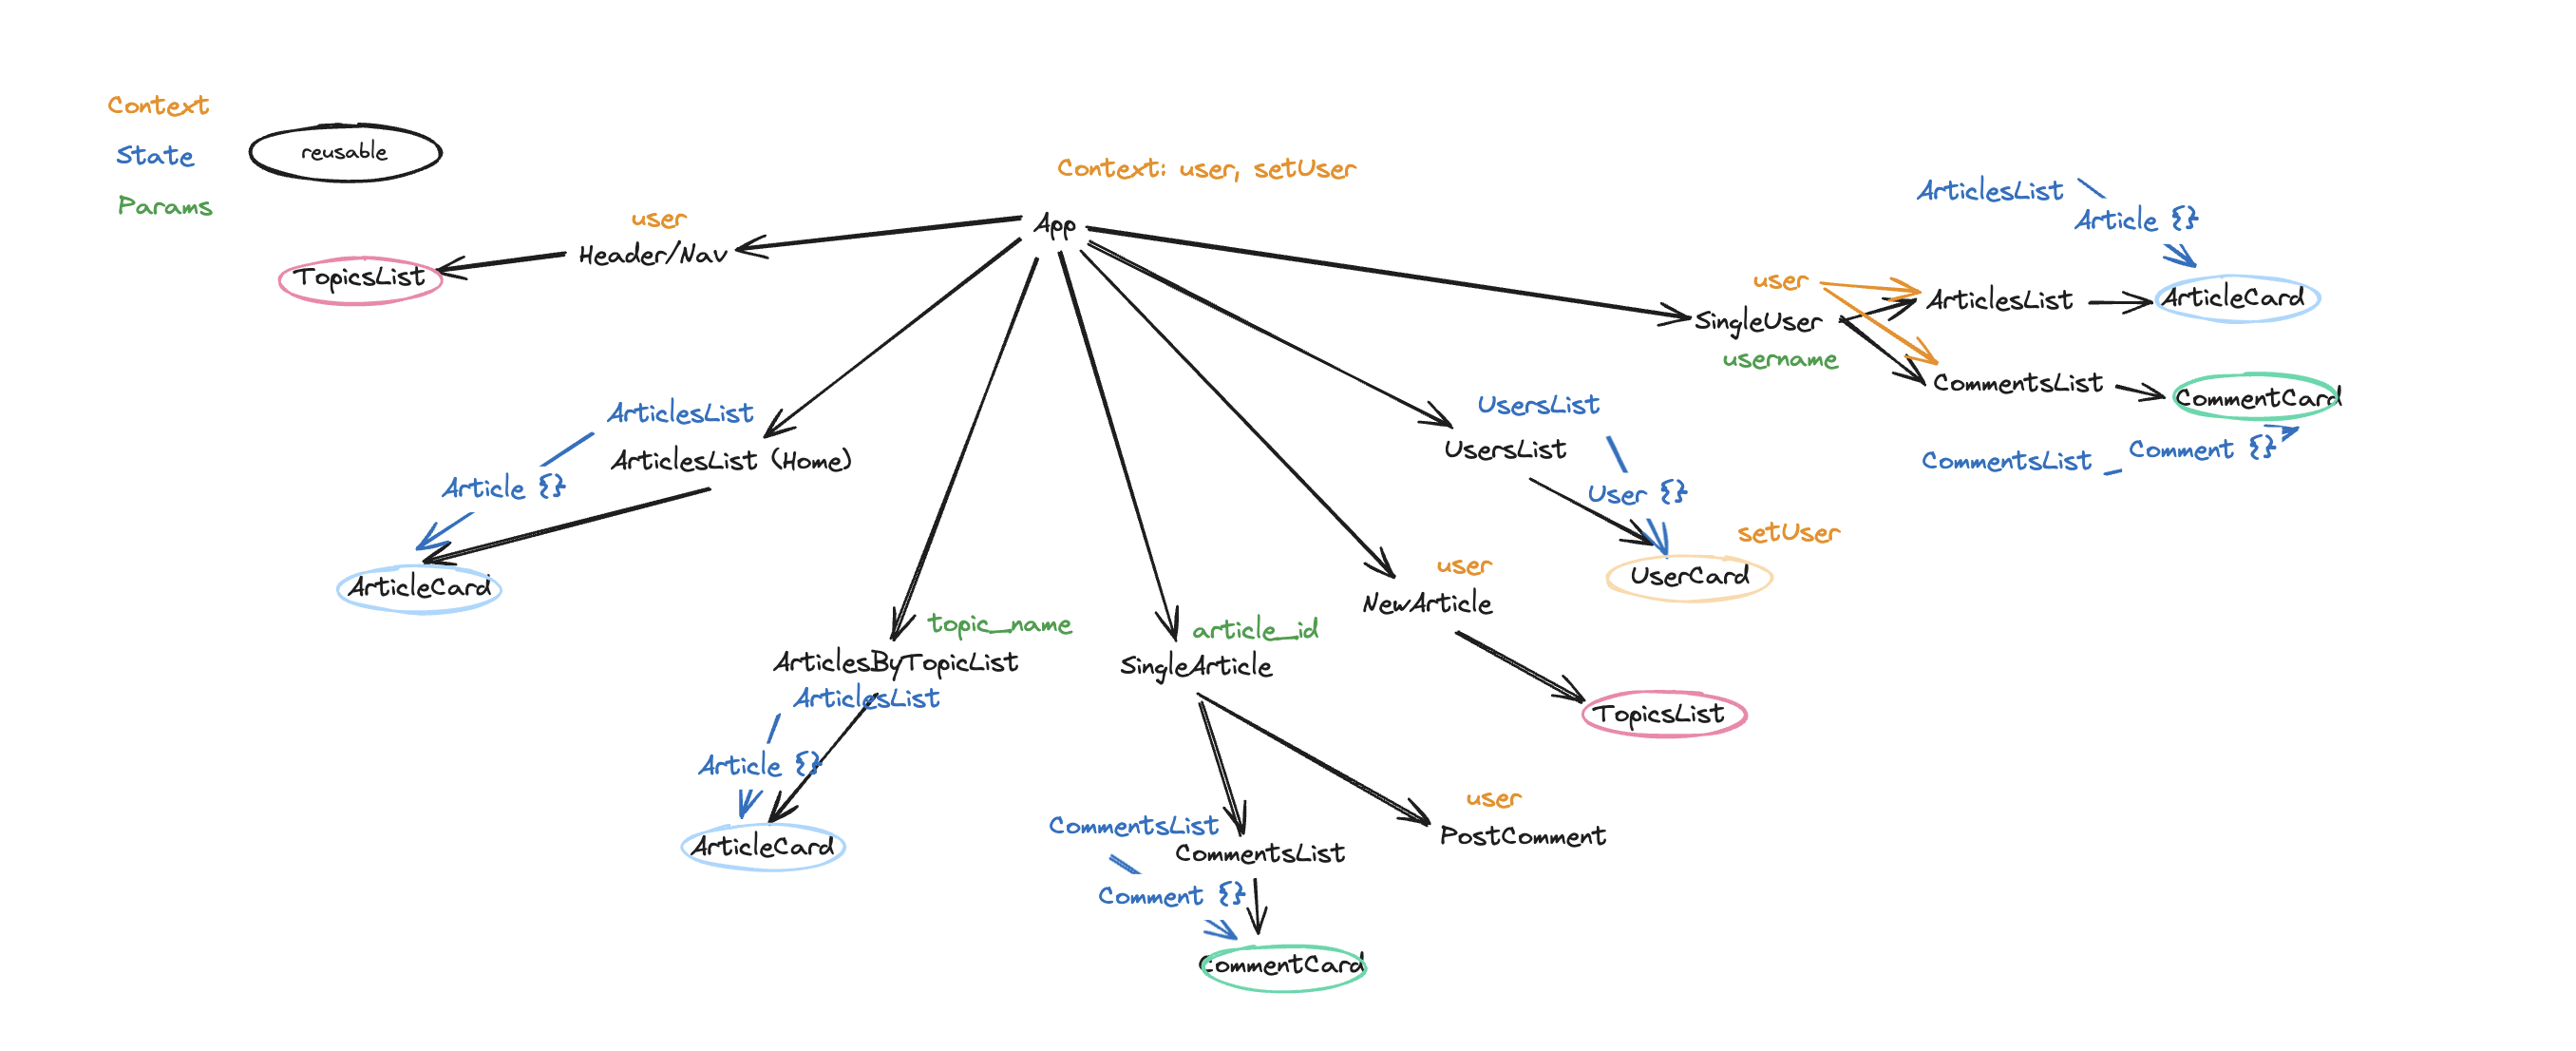 Context
State
Params
reusable
Context: user, setUser
App
user
Header/Nav
TopicsList
ArticlesList
ArticlesList (Home)
Article {}
ArticleCard
topic_name
ArticlesByTopicList
ArticlesList
Article {}
ArticleCard
article_id
SingleArticle
CommentsList
CommentsList
Comment {}
CommentCard
user
PostComment
user
NewArticle
TopicsList
UsersList
UsersList
User {}
setUser
UserCard
user
SingleUser
username
ArticlesList
Article {}
ArticlesList
ArticleCard
CommentsList
CommentCard
CommentsList
Comment {}